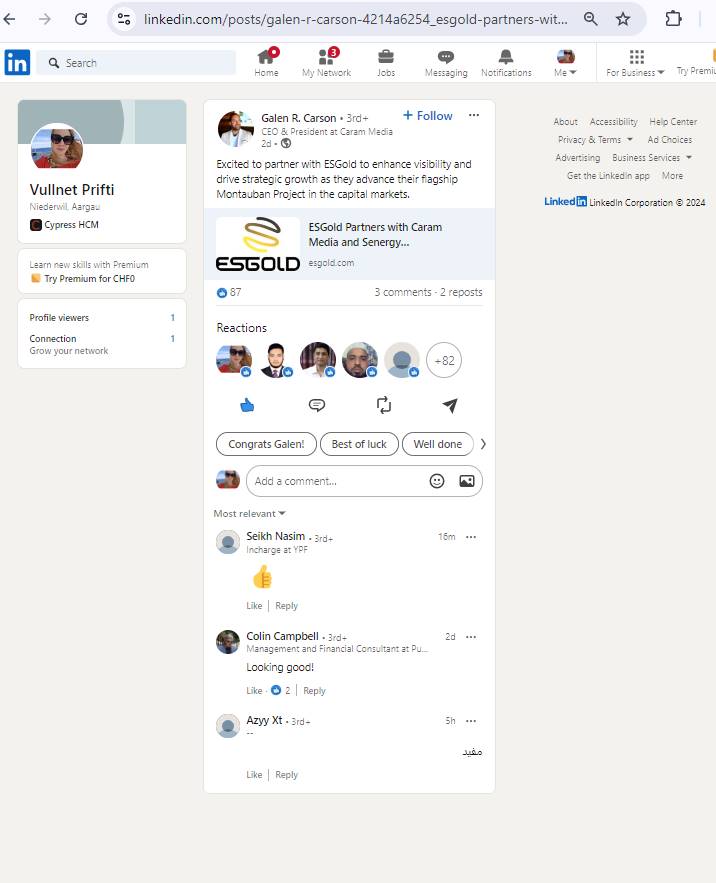 linkedin.com/posts/galen-r-carson-4214a6254_esgold-partners-wit...
in
Search
Home
3
My Network
Jobs
Messaging
Notifications
Me
For Business
Try Premiu
Vullnet Prifti
Niederwil, Aargau
Cypress HCM
Learn new skills with Premium
Try Premium for CHF0
Profile viewers 1
Connection 1
Grow your network
Galen R. Carson • 3rd+
+ Follow
CEO & President at Caram Media
2d •
Excited to partner with ESGold to enhance visibility and
drive strategic growth as they advance their flagship
Montauban Project in the capital markets.
ESGOLD
ESGold Partners with Caram
Media and Senergy...
esgold.com
87
3 comments · 2 reposts
Reactions
+82
Congrats Galen!
Best of luck
Well done
Add a comment...
Most relevant
Seikh Nasim • 3rd+
16m
Incharge at YPF
Like | Reply
Colin Campbell • 3rd+
2d
Management and Financial Consultant at Pu...
Looking good!
Like · 2 | Reply
Azyy Xt • 3rd+
5h
--
مفيد
Like | Reply
About Accessibility Help Center
Privacy & Terms Ad Choices
Advertising Business Services
Get the LinkedIn app More
LinkedIn LinkedIn Corporation © 2024